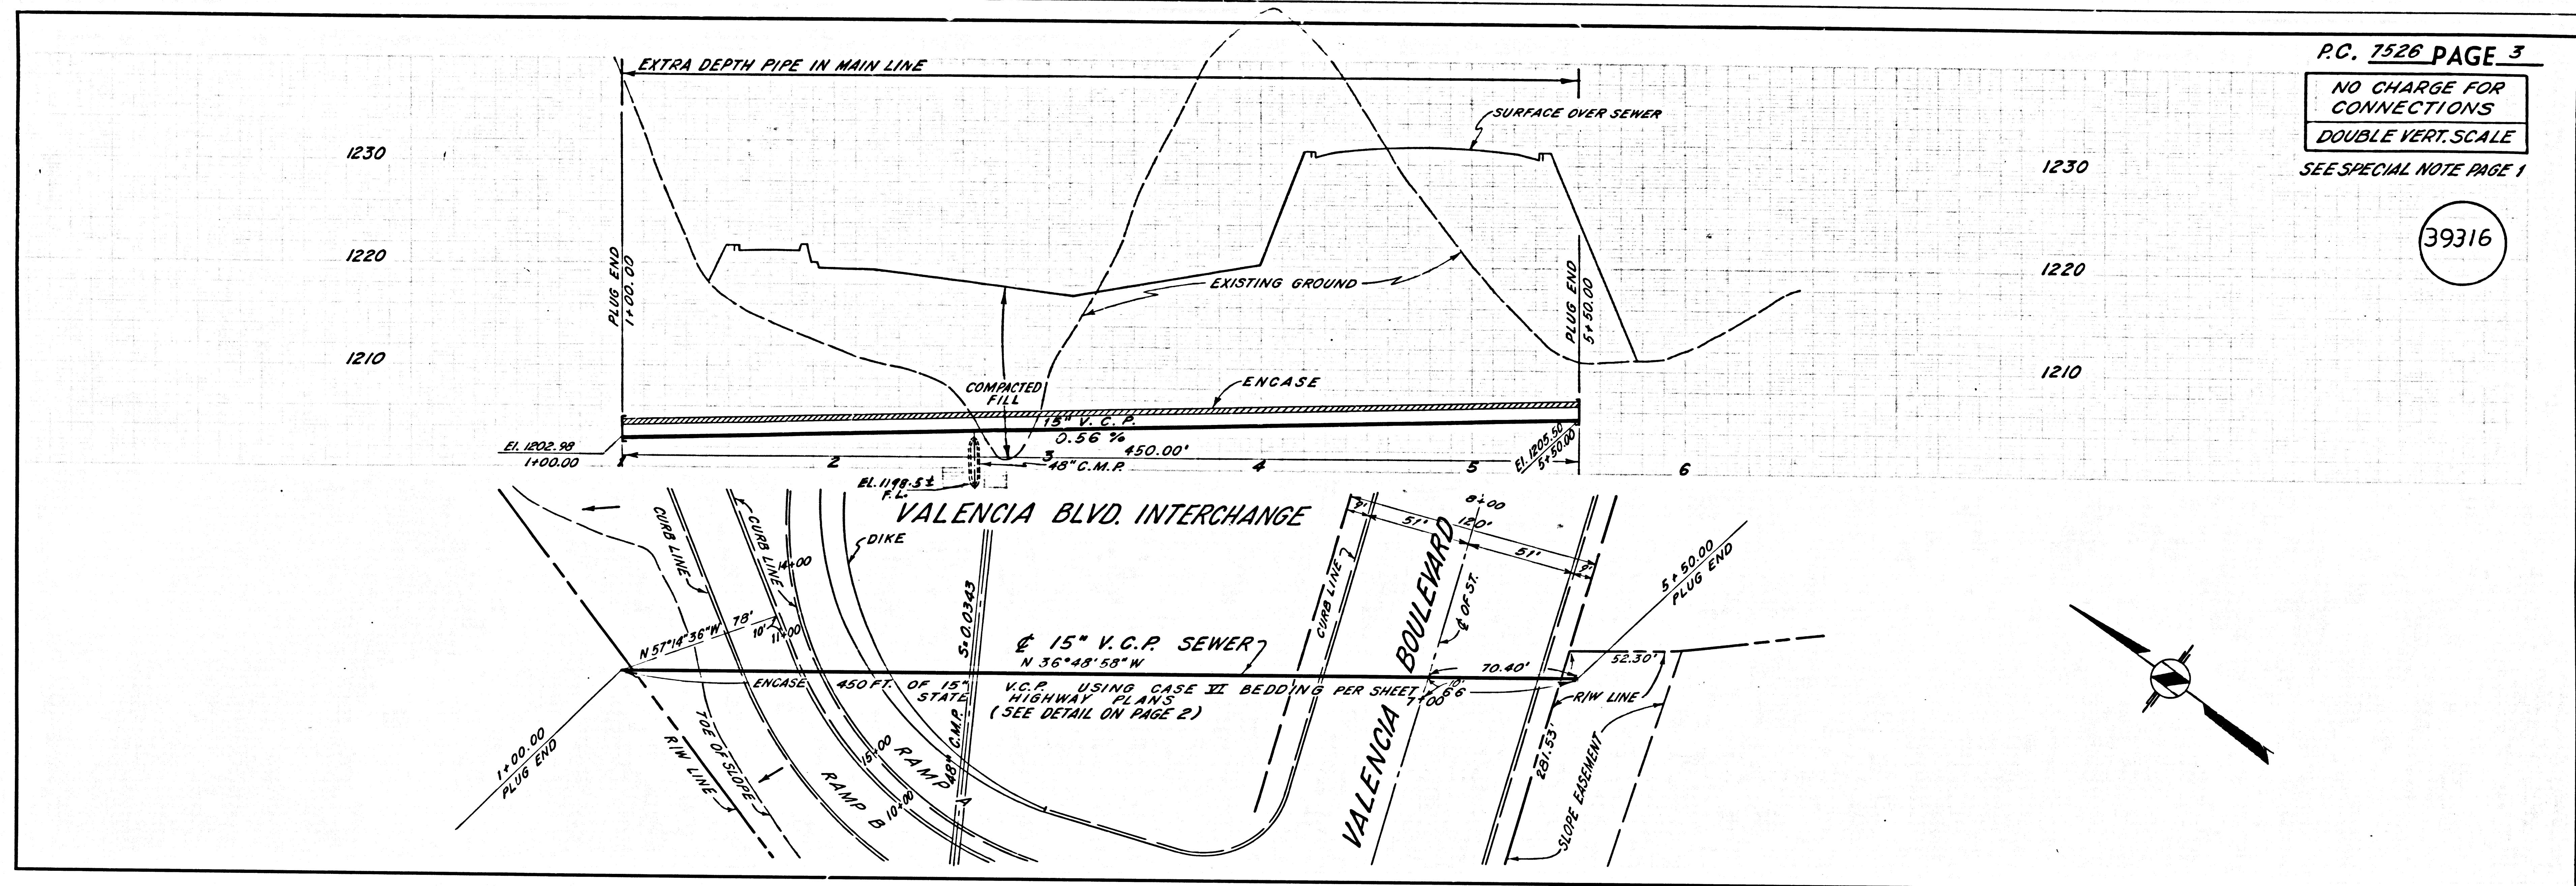 P.C. 7526 PAGE 3
NO CHARGE FOR
CONNECTIONS
DOUBLE VERT. SCALE
SEE SPECIAL NOTE PAGE 1
39316
EXTRA DEPTH PIPE IN MAIN LINE
SURFACE OVER SEWER
1230
1230
1220
1220
1210
1210
PLUG END
1+00.00
EXISTING GROUND
PLUG END
5+50.00
COMPACTED
FILL
ENCASE
15" V.C.P.
0.56 %
450.00'
48" C.M.P.
El. 1202.98
1+00.00
El. 1205.50
5+50.00
1
2
3
4
5
6
EL. 1198.5±
F.L.
VALENCIA BLVD. INTERCHANGE
CURB LINE
CURB LINE
14+00
DIKE
S=0.0343
CURB LINE
9'
51'
120'
8+00
51'
9'
VALENCIA BOULEVARD
℄ OF ST.
5+50.00
PLUG END
N 57°14'36"W
78'
10'
11+00
℄ 15" V.C.P. SEWER
N 36°48'58"W
70.40'
52.30'
ENCASE 450 FT. OF 15" V.C.P. USING CASE VI BEDDING PER SHEET 66
STATE HIGHWAY PLANS
(SEE DETAIL ON PAGE 2)
10'
7+00
R/W LINE
281.53'
SLOPE EASEMENT
1+00.00
PLUG END
R/W LINE
TOE OF SLOPE
RAMP B
15+00
10+00
RAMP A
48" C.M.P.